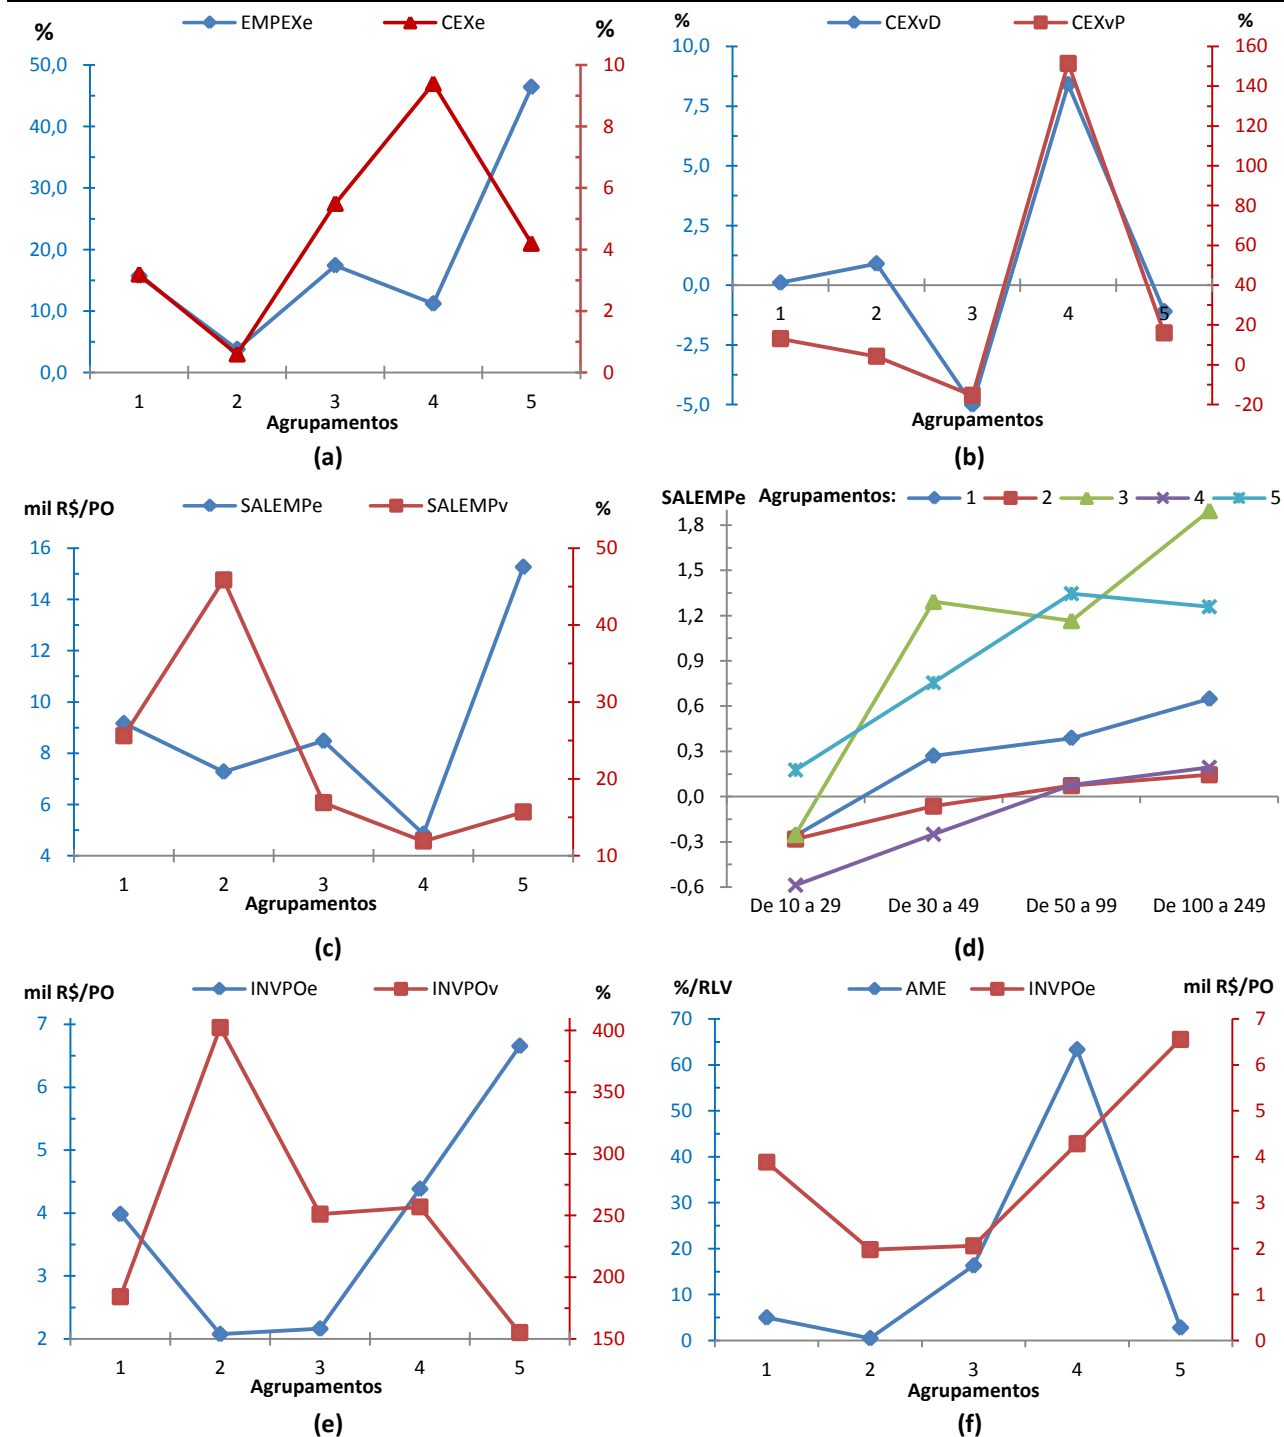 % EMPEXe CEXe %
50,0 10
40,0 8
30,0 6
20,0 4
10,0 2
0,0 0
1 2 3 4 5
Agrupamentos
(a)
% CEXvD CEXvP %
10,0 160
7,5 140
5,0 120
2,5 100
0,0 80
-2,5 60
-5,0 40
20
0
-20
1 2 3 4 5
Agrupamentos
(b)
mil R$/PO SALEMPe SALEMPv %
16 50
14 40
12 30
10 20
8 10
6
4
1 2 3 4 5
Agrupamentos
(c)
SALEMPe Agrupamentos: 1 2 3 4 5
1,8
1,5
1,2
0,9
0,6
0,3
0,0
-0,3
-0,6
De 10 a 29 De 30 a 49 De 50 a 99 De 100 a 249
(d)
mil R$/PO INVPOe INVPOv %
7 400
6 350
5 300
4 250
3 200
2 150
1 2 3 4 5
Agrupamentos
(e)
%/RLV AME INVPOe mil R$/PO
70 7
60 6
50 5
40 4
30 3
20 2
10 1
0 0
1 2 3 4 5
Agrupamentos
(f)